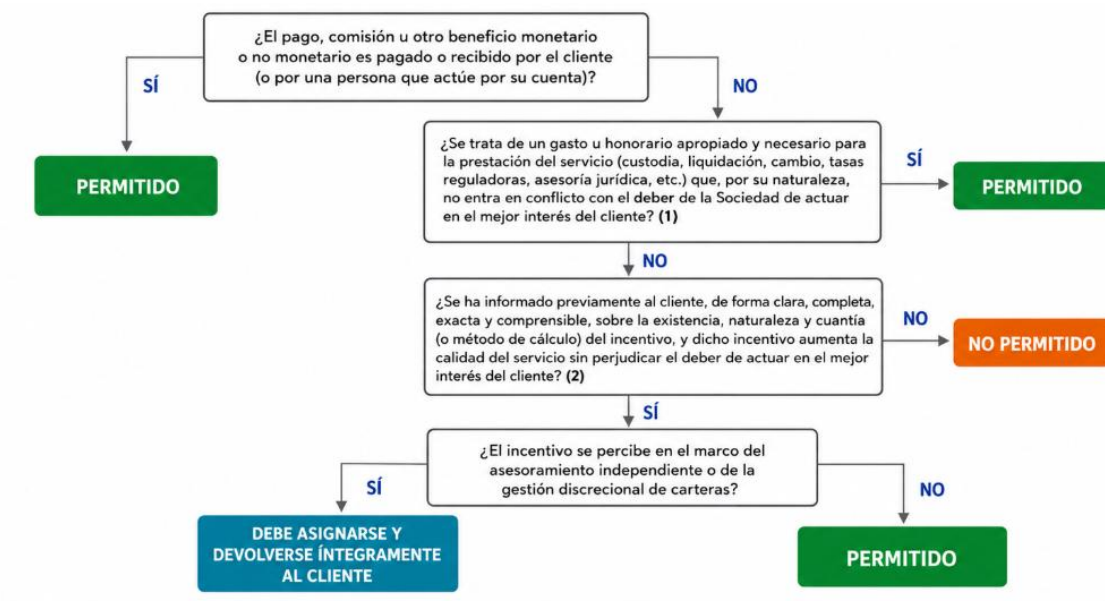 ¿El pago, comisión u otro beneficio monetario
o no monetario es pagado o recibido por el cliente
(o por una persona que actúe por su cuenta)?
SÍ
NO
PERMITIDO
¿Se trata de un gasto u honorario apropiado y necesario para
la prestación del servicio (custodia, liquidación, cambio, tasas
reguladoras, asesoría jurídica, etc.) que, por su naturaleza,
no entra en conflicto con el deber de la Sociedad de actuar
en el mejor interés del cliente? (1)
SÍ
PERMITIDO
NO
¿Se ha informado previamente al cliente, de forma clara, completa,
exacta y comprensible, sobre la existencia, naturaleza y cuantía
(o método de cálculo) del incentivo, y dicho incentivo aumenta la
calidad del servicio sin perjudicar el deber de actuar en el mejor
interés del cliente? (2)
NO
NO PERMITIDO
SÍ
¿El incentivo se percibe en el marco del
asesoramiento independiente o de la
gestión discrecional de carteras?
SÍ
NO
DEBE ASIGNARSE Y
DEVOLVERSE ÍNTEGRAMENTE
AL CLIENTE
PERMITIDO